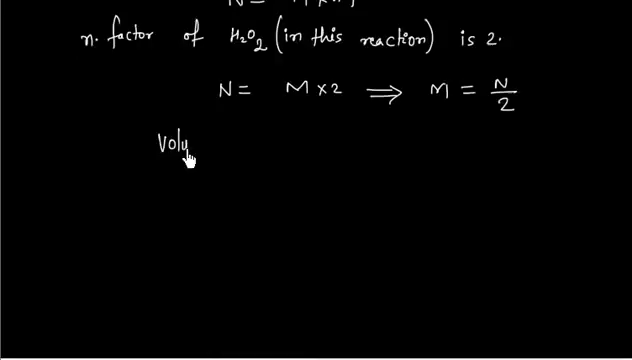 n. factor of H₂O₂ (in this reaction) is 2.
N = M × 2 ⟹ M = N/2
Volu